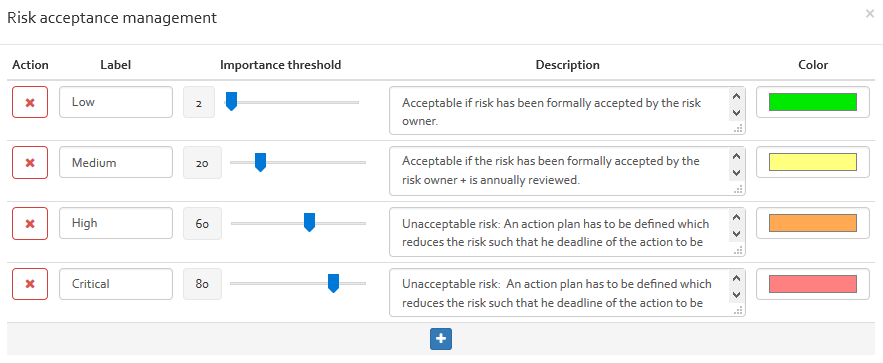 Risk acceptance management
×
Action Label Importance threshold Description Color
Low 2 Acceptable if risk has been formally accepted by the risk
owner.
Medium 20 Acceptable if the risk has been formally accepted by the
risk owner + is annually reviewed.
High 60 Unacceptable risk: An action plan has to be defined which
reduces the risk such that he deadline of the action to be
Critical 80 Unacceptable risk:  An action plan has to be defined which
reduces the risk such that he deadline of the action to be